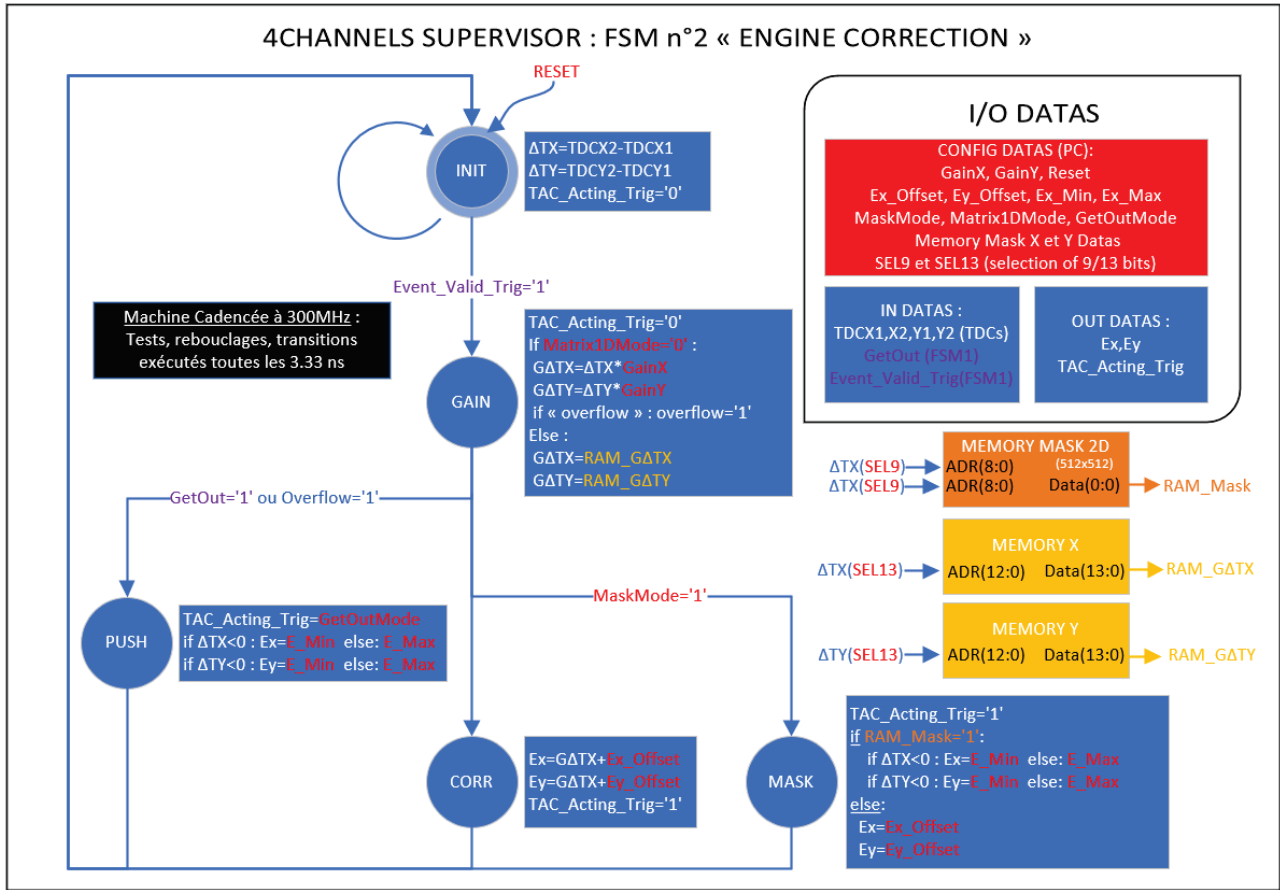 4CHANNELS SUPERVISOR : FSM n°2 « ENGINE CORRECTION »
RESET
INIT
ΔTX=TDCX2-TDCX1
ΔTY=TDCY2-TDCY1
TAC_Acting_Trig='0'
Event_Valid_Trig='1'
Machine Cadencée à 300MHz :
Tests, rebouclages, transitions
exécutés toutes les 3.33 ns
GAIN
TAC_Acting_Trig='0'
If Matrix1DMode='0' :
GΔTX=ΔTX*GainX
GΔTY=ΔTY*GainY
if « overflow » : overflow='1'
Else :
GΔTX=RAM_GΔTX
GΔTY=RAM_GΔTY
GetOut='1' ou Overflow='1'
MaskMode='1'
PUSH
TAC_Acting_Trig=GetOutMode
if ΔTX<0 : Ex=E_Min else: E_Max
if ΔTY<0 : Ey=E_Min else: E_Max
CORR
Ex=GΔTX+Ex_Offset
Ey=GΔTX+Ey_Offset
TAC_Acting_Trig='1'
MASK
TAC_Acting_Trig='1'
if RAM_Mask='1':
if ΔTX<0 : Ex=E_Min else: E_Max
if ΔTY<0 : Ey=E_Min else: E_Max
else:
Ex=Ex_Offset
Ey=Ey_Offset
I/O DATAS
CONFIG DATAS (PC):
GainX, GainY, Reset
Ex_Offset, Ey_Offset, Ex_Min, Ex_Max
MaskMode, Matrix1DMode, GetOutMode
Memory Mask X et Y Datas
SEL9 et SEL13 (selection of 9/13 bits)
IN DATAS :
TDCX1,X2,Y1,Y2 (TDCs)
GetOut (FSM1)
Event_Valid_Trig(FSM1)
OUT DATAS :
Ex,Ey
TAC_Acting_Trig
MEMORY MASK 2D
(512x512)
ΔTX(SEL9)
ADR(8:0)
ΔTX(SEL9)
ADR(8:0)
Data(0:0)
RAM_Mask
MEMORY X
ΔTX(SEL13)
ADR(12:0)
Data(13:0)
RAM_GΔTX
MEMORY Y
ΔTY(SEL13)
ADR(12:0)
Data(13:0)
RAM_GΔTY